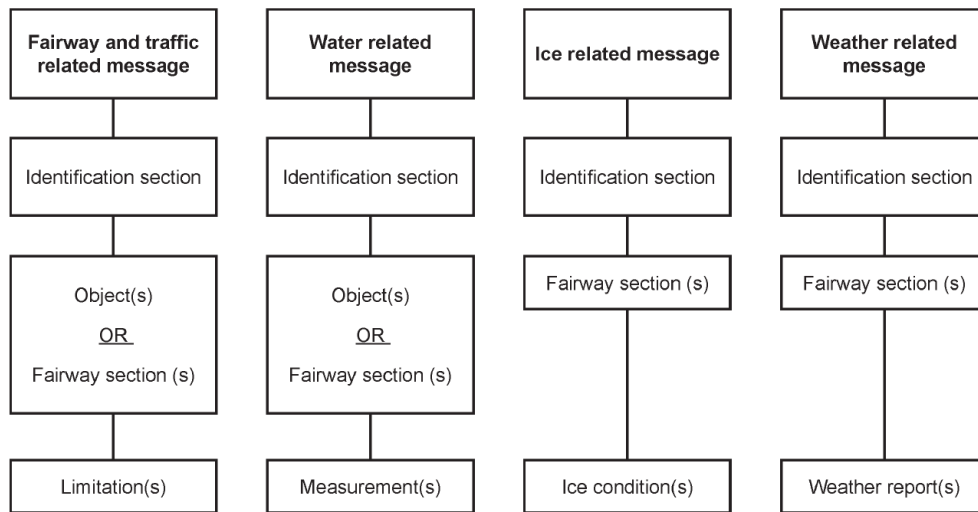 Fairway and traffic
related message
Identification section
Object(s)
OR
Fairway section (s)
Limitation(s)
Water related
message
Identification section
Object(s)
OR
Fairway section (s)
Measurement(s)
Ice related message
Identification section
Fairway section (s)
Ice condition(s)
Weather related
message
Identification section
Fairway section (s)
Weather report(s)